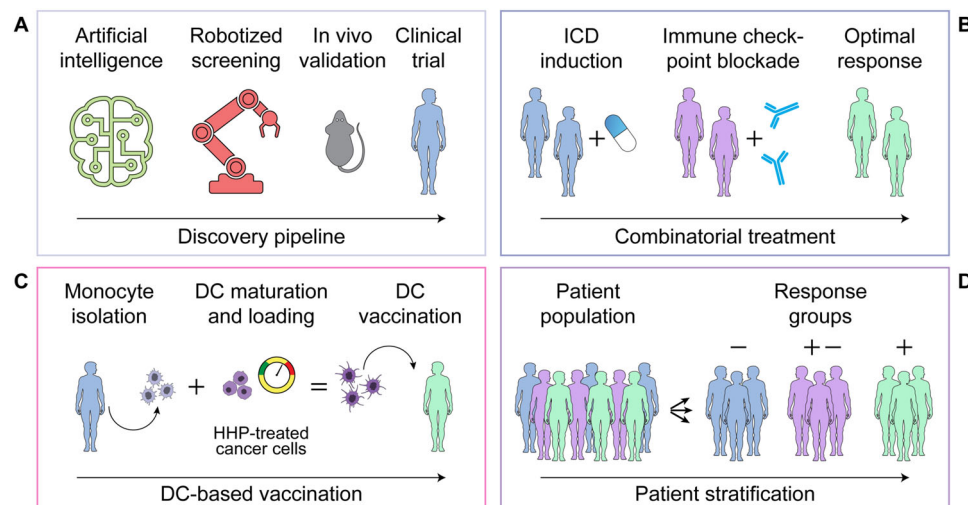 A
Artificial
intelligence
Robotized
screening
In vivo
validation
Clinical
trial
Discovery pipeline
B
ICD
induction
Immune check-
point blockade
Optimal
response
+
+
Combinatorial treatment
C
Monocyte
isolation
DC maturation
and loading
DC
vaccination
+
=
HHP-treated
cancer cells
DC-based vaccination
D
Patient
population
Response
groups
−
+−
+
Patient stratification